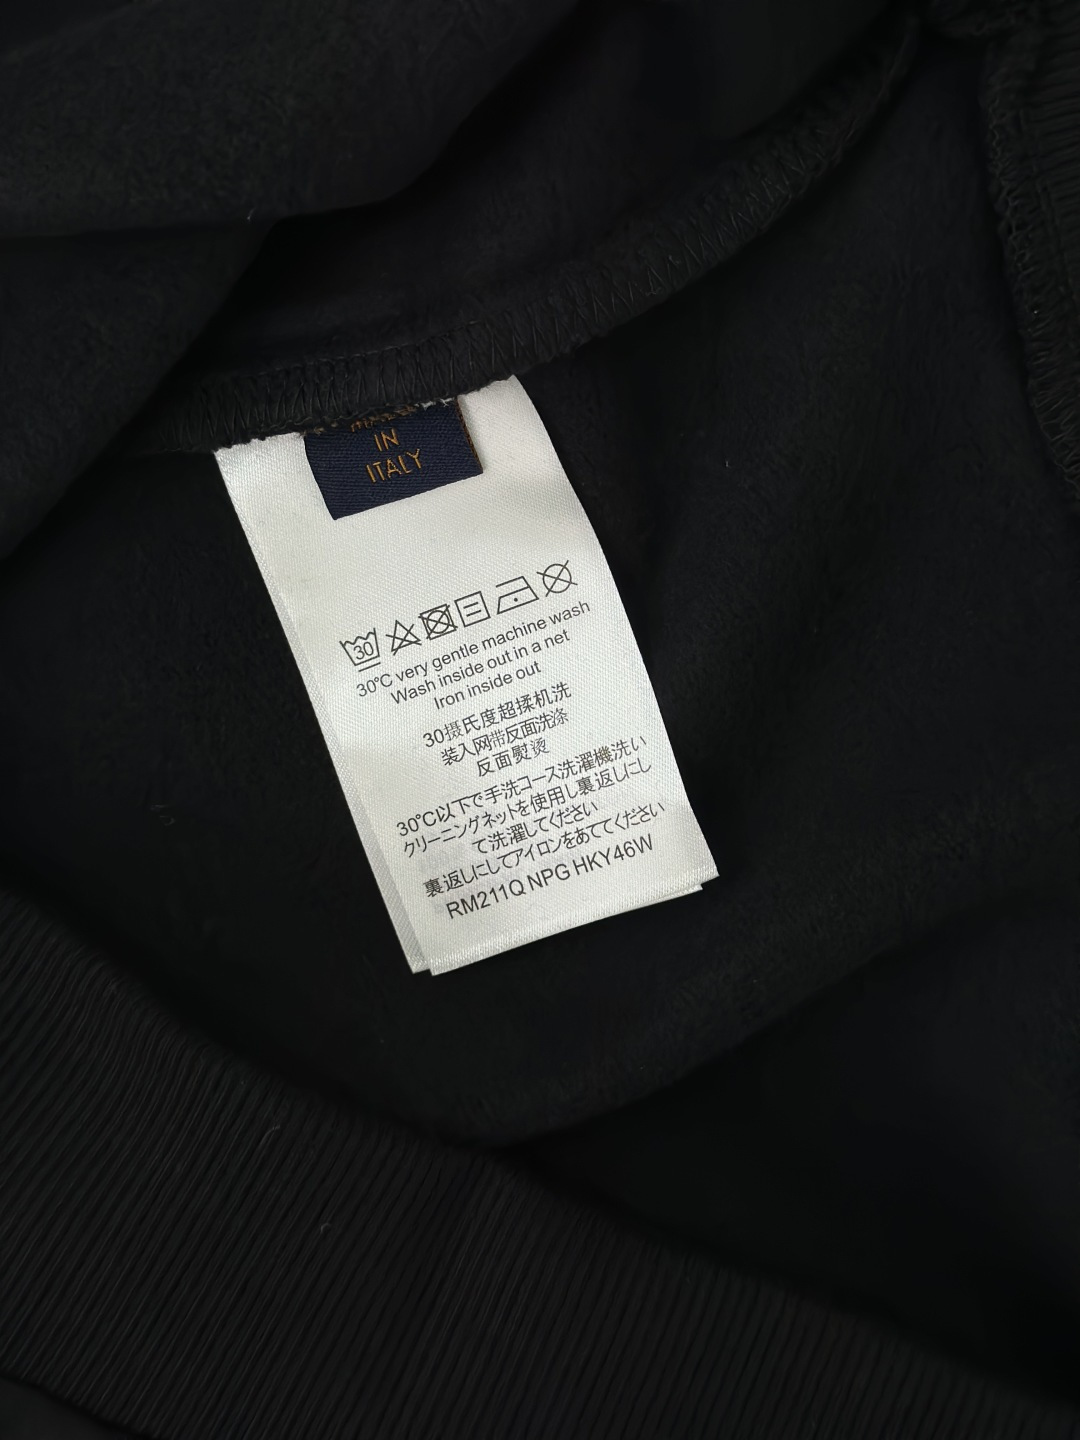 MADE
IN
ITALY
30
30°C very gentle machine wash
Wash inside out in a net
Iron inside out
30摄氏度超揉机洗
装入网带反面洗涤
反面熨烫
30°C以下で手洗コース洗濯機洗い
クリーニングネットを使用し裏返しにし
て洗濯してください
裏返しにしてアイロンをあててください
RM211Q NPG HKY46W